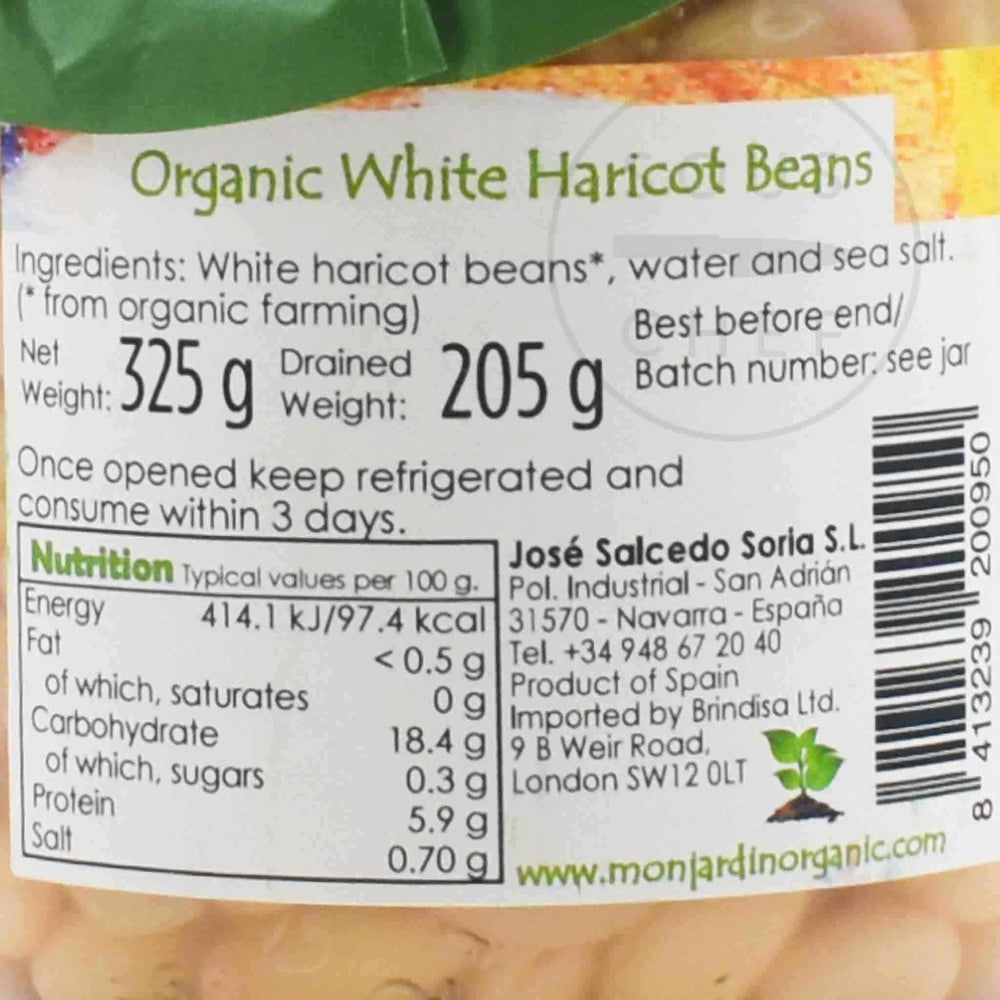 Organic White Haricot Beans
Ingredients: White haricot beans*, water and sea salt.
(* from organic farming)
Best before end/
Batch number: see jar
Net Weight: 325 g Drained Weight: 205 g
Once opened keep refrigerated and
consume within 3 days.
Nutrition Typical values per 100 g.
Energy 414.1 kJ/97.4 kcal
Fat < 0.5 g
of which, saturates 0 g
Carbohydrate 18.4 g
of which, sugars 0.3 g
Protein 5.9 g
Salt 0.70 g
José Salcedo Soria S.L.
Pol. Industrial - San Adrián
31570 - Navarra - España
Tel. +34 948 67 20 40
Product of Spain
Imported by Brindisa Ltd.
9 B Weir Road,
London SW12 0LT
www.monjardinorganic.com
8 413239 200950